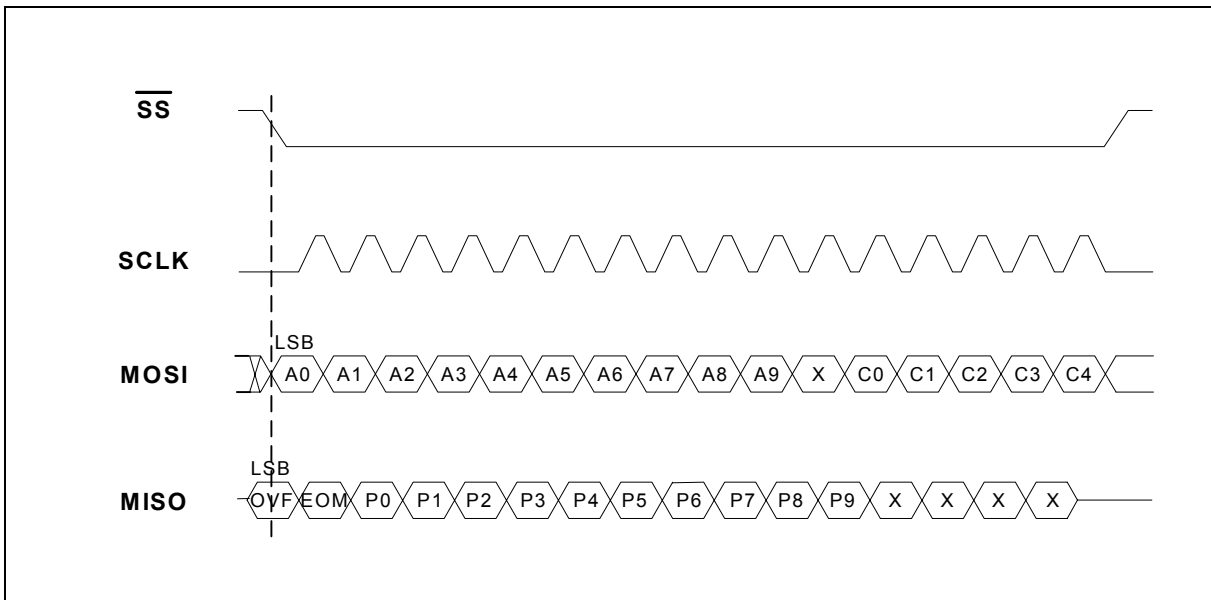 SS
SCLK
LSB
MOSI A0 A1 A2 A3 A4 A5 A6 A7 A8 A9 X C0 C1 C2 C3 C4
LSB
MISO OVF EOM P0 P1 P2 P3 P4 P5 P6 P7 P8 P9 X X X X